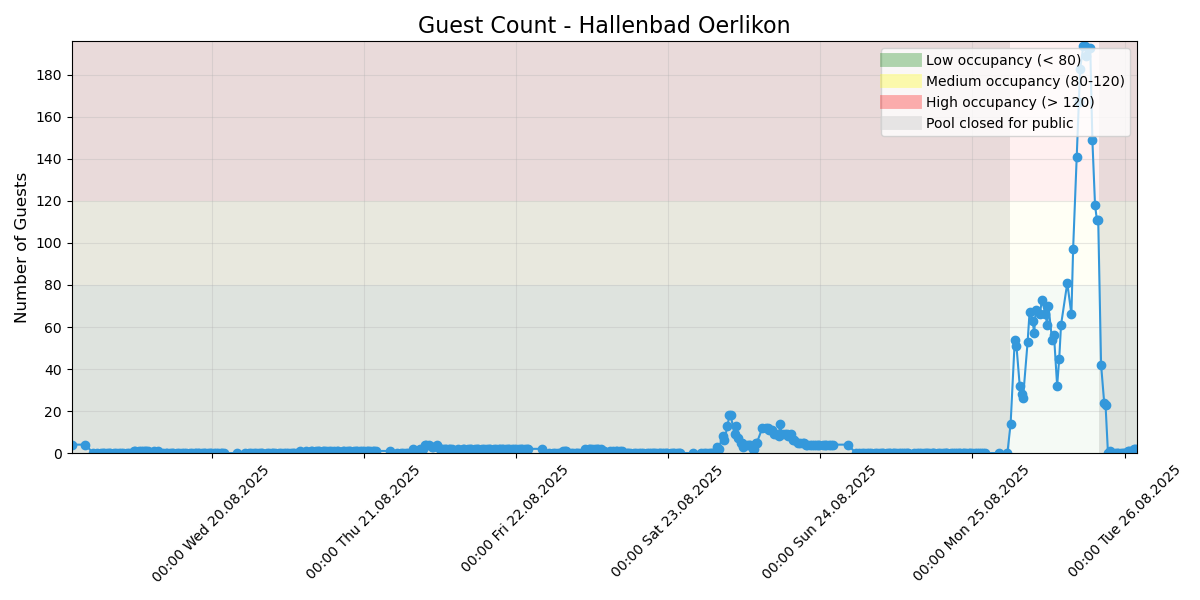 Guest Count - Hallenbad Oerlikon
Number of Guests
180
160
140
120
100
80
60
40
20
0
Low occupancy (< 80)
Medium occupancy (80-120)
High occupancy (> 120)
Pool closed for public
00:00 Wed 20.08.2025
00:00 Thu 21.08.2025
00:00 Fri 22.08.2025
00:00 Sat 23.08.2025
00:00 Sun 24.08.2025
00:00 Mon 25.08.2025
00:00 Tue 26.08.2025